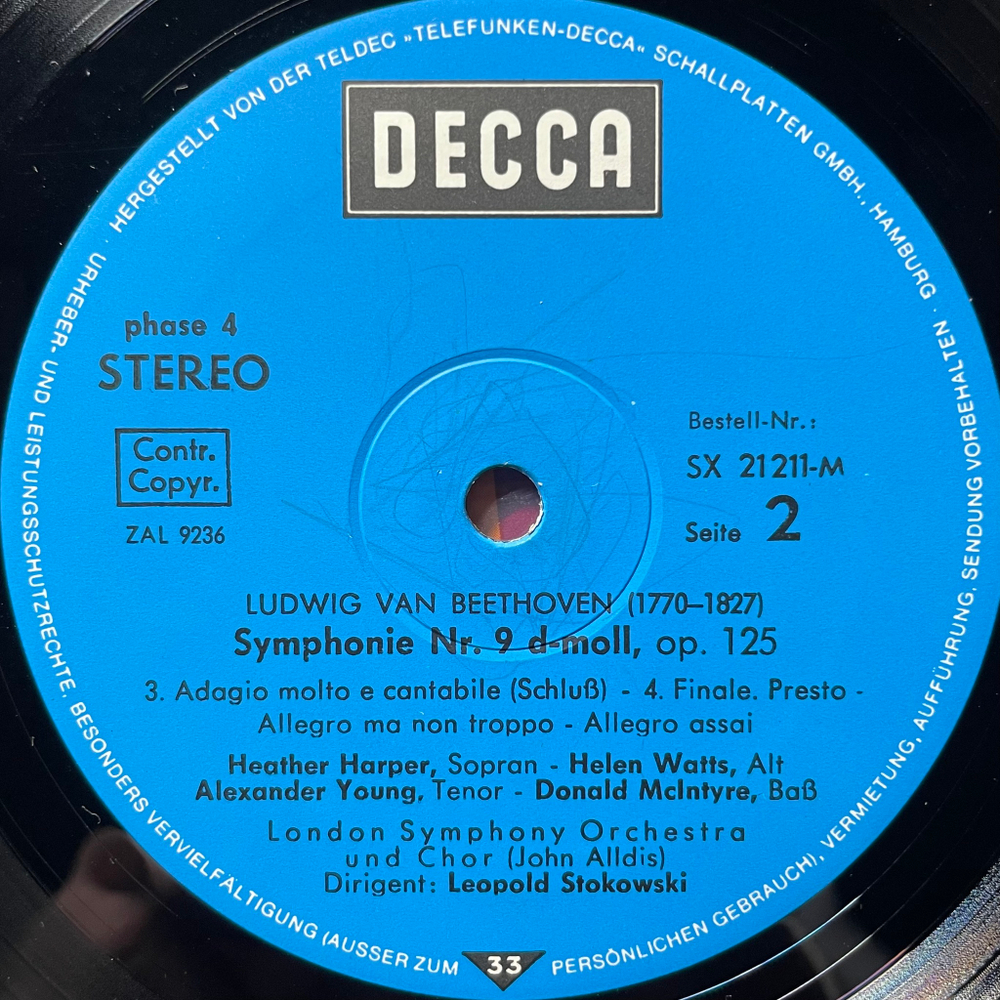 HERGESTELLT VON DER TELDEC »TELEFUNKEN-DECCA« SCHALLPLATTEN GMBH., HAMBURG ·
URHEBER- UND LEISTUNGSSCHUTZRECHTE, BESONDERS VERVIELFÄLTIGUNG (AUSSER ZUM
PERSÖNLICHEN GEBRAUCH), VERMIETUNG, AUFFÜHRUNG, SENDUNG VORBEHALTEN ·
DECCA
phase 4
STEREO
Contr.
Copyr.
ZAL 9236
Bestell-Nr.:
SX 21211-M
Seite 2
LUDWIG VAN BEETHOVEN (1770–1827)
Symphonie Nr. 9 d-moll, op. 125
3. Adagio molto e cantabile (Schluß) - 4. Finale. Presto -
Allegro ma non troppo - Allegro assai
Heather Harper, Sopran - Helen Watts, Alt
Alexander Young, Tenor - Donald McIntyre, Baß
London Symphony Orchestra
und Chor (John Alldis)
Dirigent: Leopold Stokowski
33